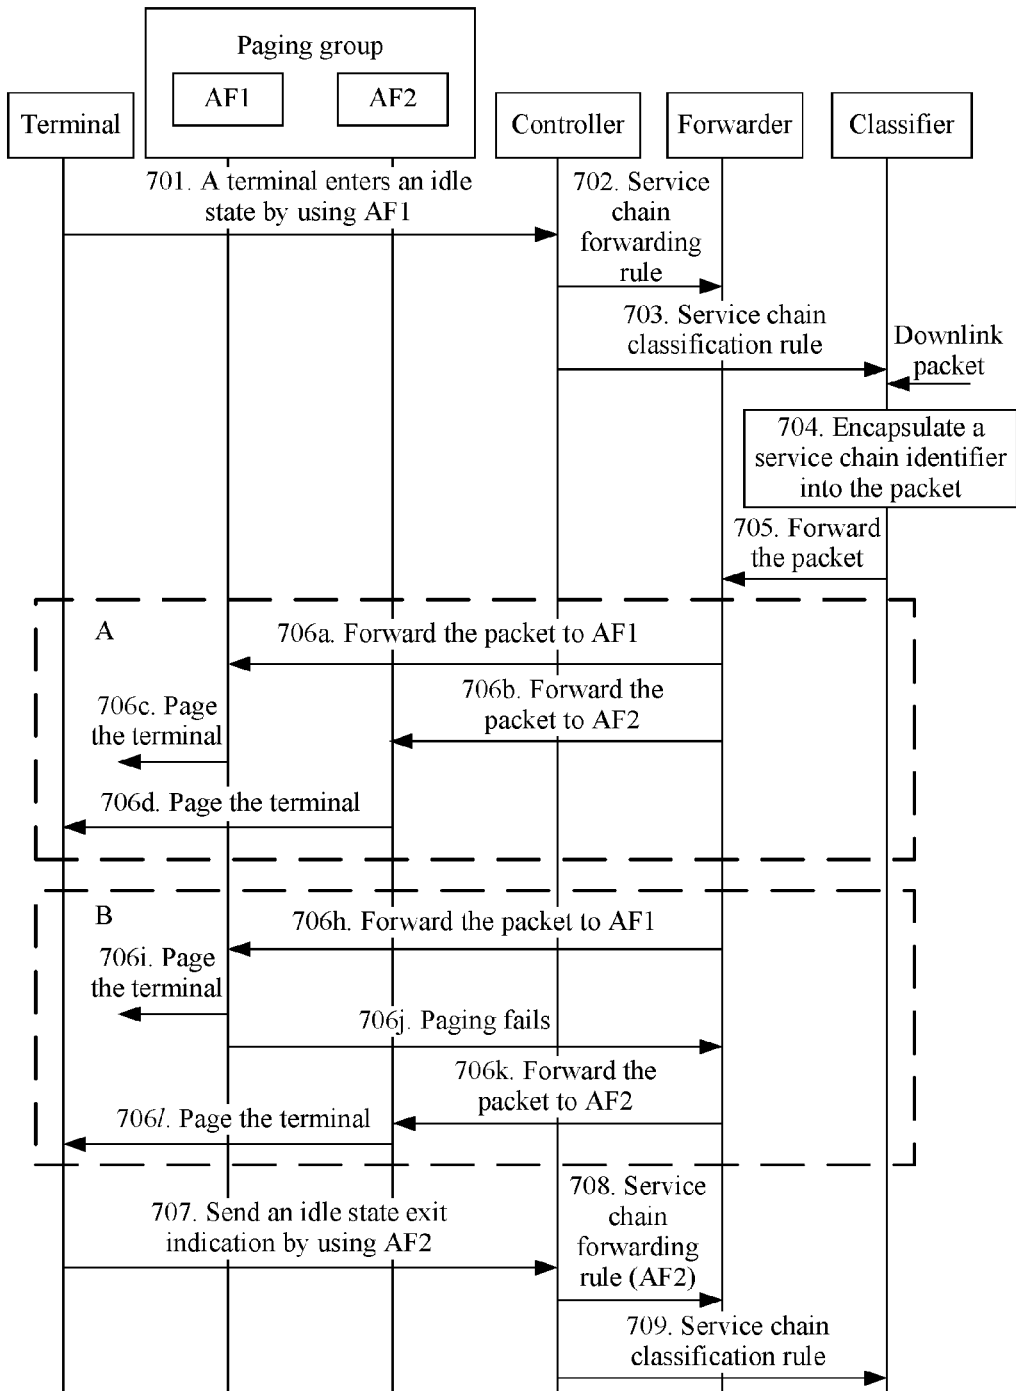 Paging group
AF1
AF2
Terminal
Controller
Forwarder
Classifier
701. A terminal enters an idle
state by using AF1
702. Service
chain
forwarding
rule
703. Service chain
classification rule
Downlink
packet
704. Encapsulate a
service chain identifier
into the packet
705. Forward
the packet
A
706a. Forward the packet to AF1
706b. Forward the
packet to AF2
706c. Page
the terminal
706d. Page the terminal
B
706h. Forward the packet to AF1
706i. Page
the terminal
706j. Paging fails
706k. Forward the
packet to AF2
706l. Page the terminal
707. Send an idle state exit
indication by using AF2
708. Service
chain
forwarding
rule (AF2)
709. Service chain
classification rule